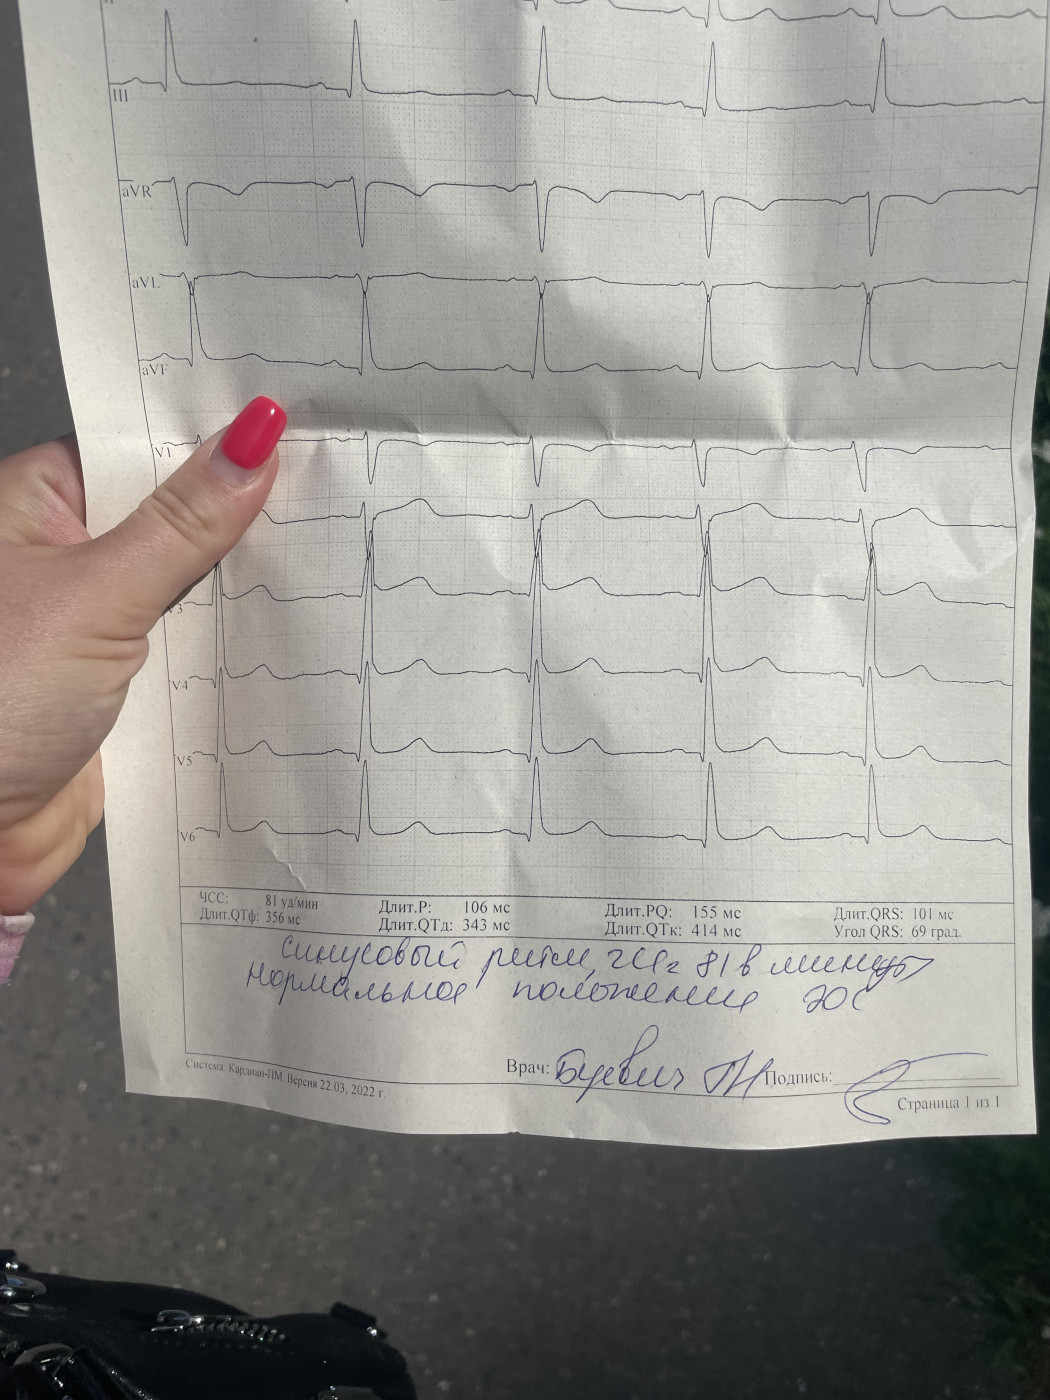 III
aVR
aVL
aVF
V1
V3
V4
V5
V6
ЧСС: 81 уд/мин Длит.P: 106 мс Длит.PQ: 155 мс Длит.QRS: 101 мс
Длит.QTф: 356 мс Длит.QTд: 343 мс Длит.QTк: 414 мс Угол QRS: 69 град.
синусовый ритм, ЧСС 81 в минуту
Нормальное положение ЭОС
Врач: Буевич Подпись:
Система: Кардиан-ПМ. Версия 22.03, 2022 г
Страница 1 из 1